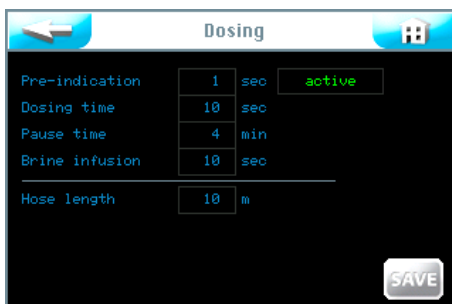 Dosing
Pre-indication 1 sec active
Dosing time 10 sec
Pause time 4 min
Brine infusion 10 sec
Hose length 10 m
SAVE